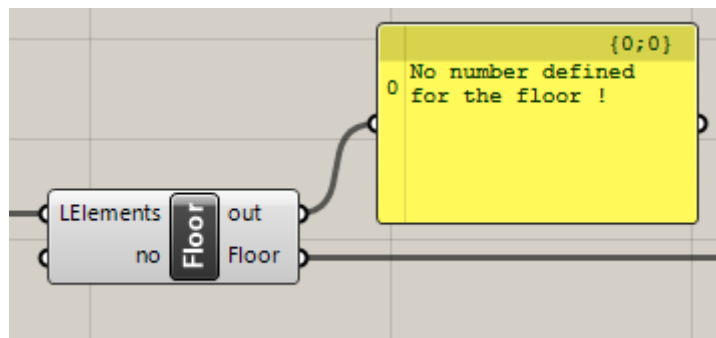 {0;0}
0
No number defined
for the floor !
LElements
no
Floor
out
Floor